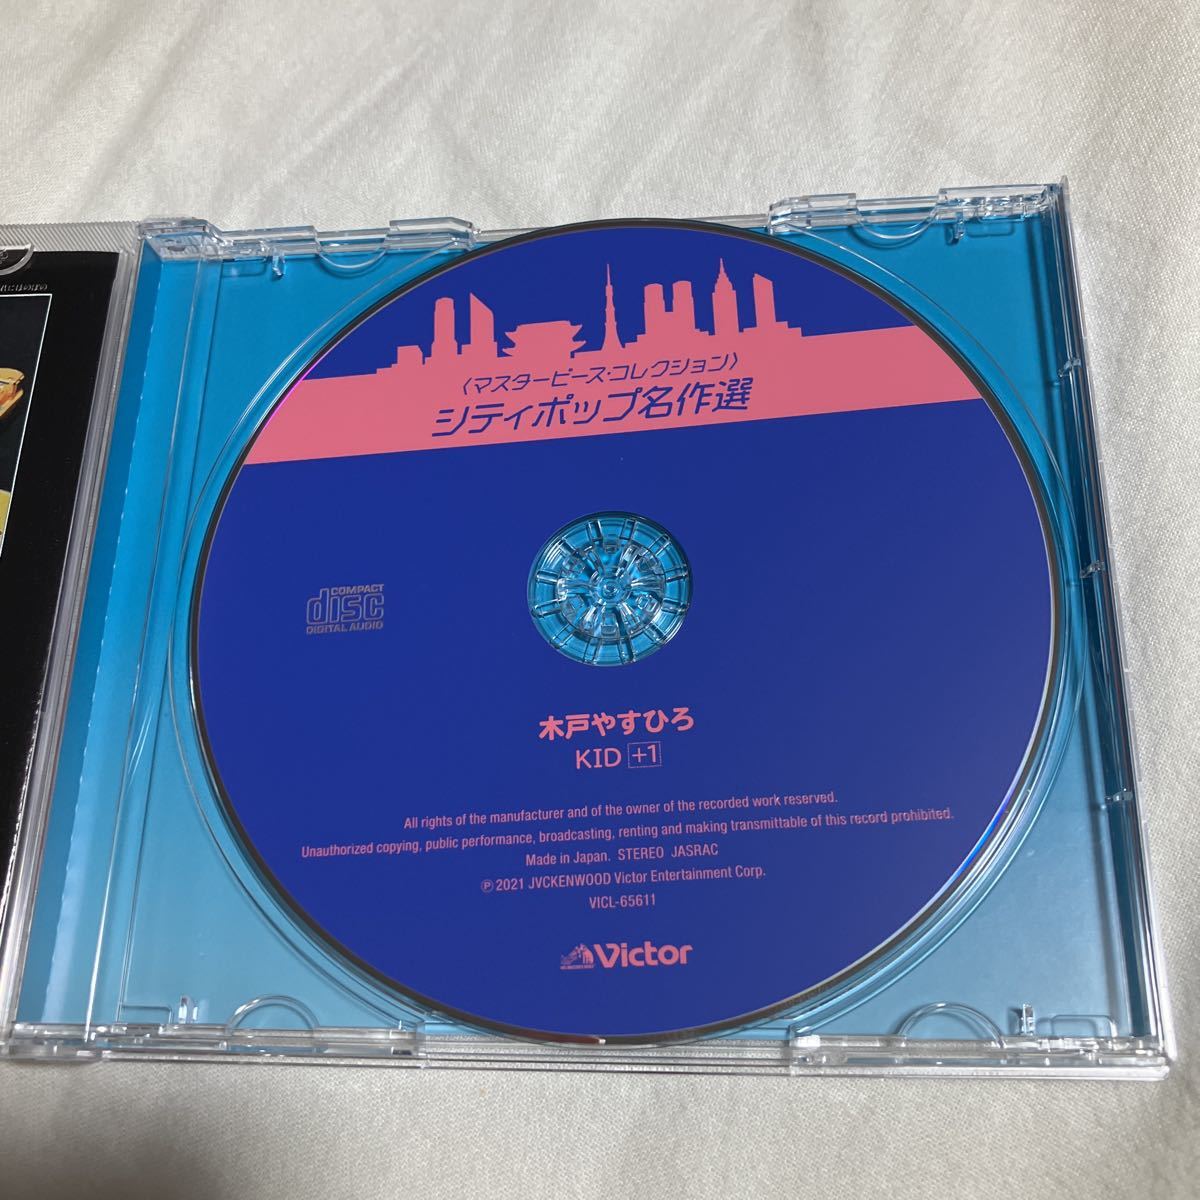 〈マスターピース・コレクション〉
シティポップ名作選
COMPACT
disc
DIGITAL AUDIO
木戸やすひろ
KID +1
All rights of the manufacturer and of the owner of the recorded work reserved.
Unauthorized copying, public performance, broadcasting, renting and making transmittable of this record prohibited.
Made in Japan. STEREO JASRAC
Ⓟ 2021 JVCKENWOOD Victor Entertainment Corp.
VICL-65611
Victor